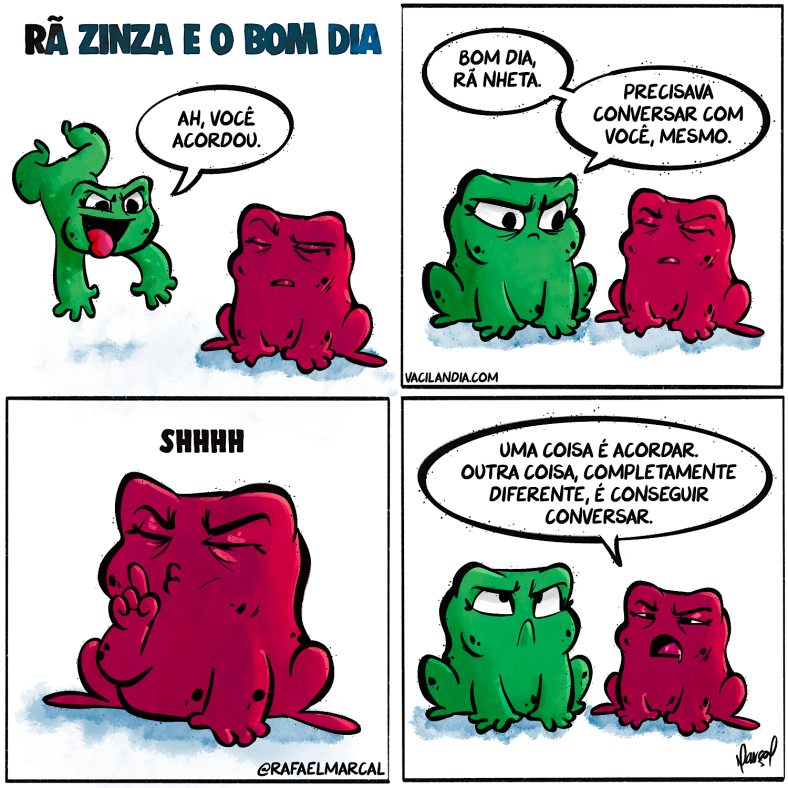 RÃ ZINZA E O BOM DIA
AH, VOCÊ
ACORDOU.
BOM DIA,
RÃ NHETA.
PRECISAVA
CONVERSAR COM
VOCÊ, MESMO.
VACILANDIA.COM
SHHHH
@RAFAELMARCAL
UMA COISA É ACORDAR.
OUTRA COISA, COMPLETAMENTE
DIFERENTE, É CONSEGUIR
CONVERSAR.
Marçal